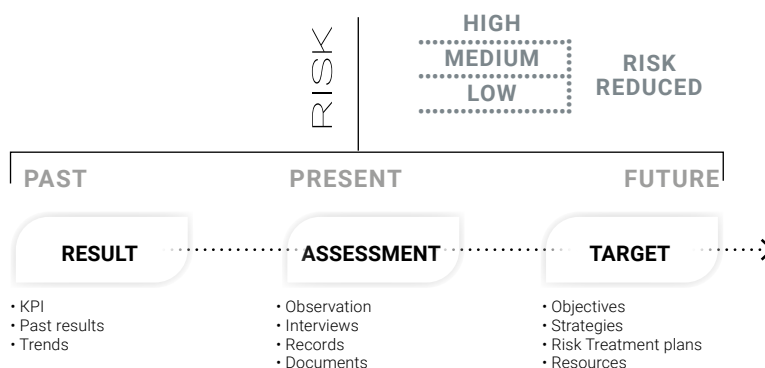 RISK
HIGH
MEDIUM
LOW
RISK
REDUCED
PAST
PRESENT
FUTURE
RESULT
ASSESSMENT
TARGET
• KPI
• Past results
• Trends
• Observation
• Interviews
• Records
• Documents
• Objectives
• Strategies
• Risk Treatment plans
• Resources